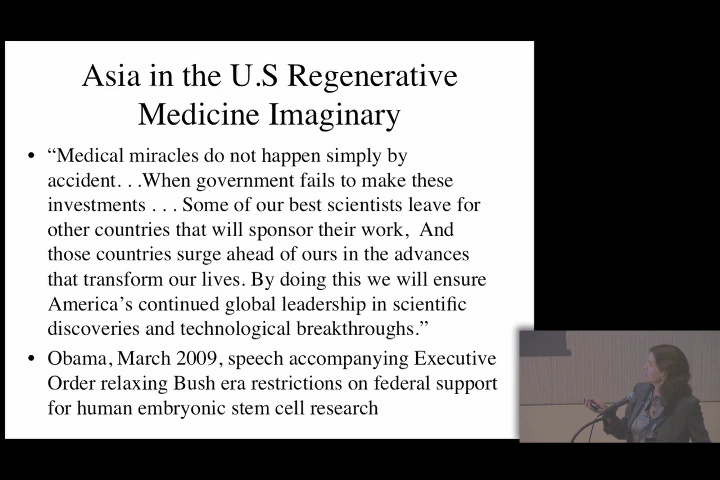 Asia in the U.S Regenerative
Medicine Imaginary
• “Medical miracles do not happen simply by
accident. . .When government fails to make these
investments . . . Some of our best scientists leave for
other countries that will sponsor their work,  And
those countries surge ahead of ours in the advances
that transform our lives. By doing this we will ensure
America’s continued global leadership in scientific
discoveries and technological breakthroughs.”
• Obama, March 2009, speech accompanying Executive
Order relaxing Bush era restrictions on federal support
for human embryonic stem cell research